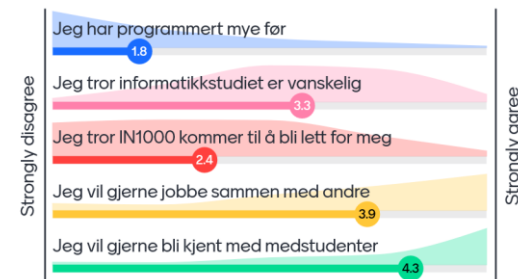 Strongly disagree
Jeg har programmert mye før
1.8
Jeg tror informatikkstudiet er vanskelig
3.3
Jeg tror IN1000 kommer til å bli lett for meg
2.4
Jeg vil gjerne jobbe sammen med andre
3.9
Jeg vil gjerne bli kjent med medstudenter
4.3
Strongly agree